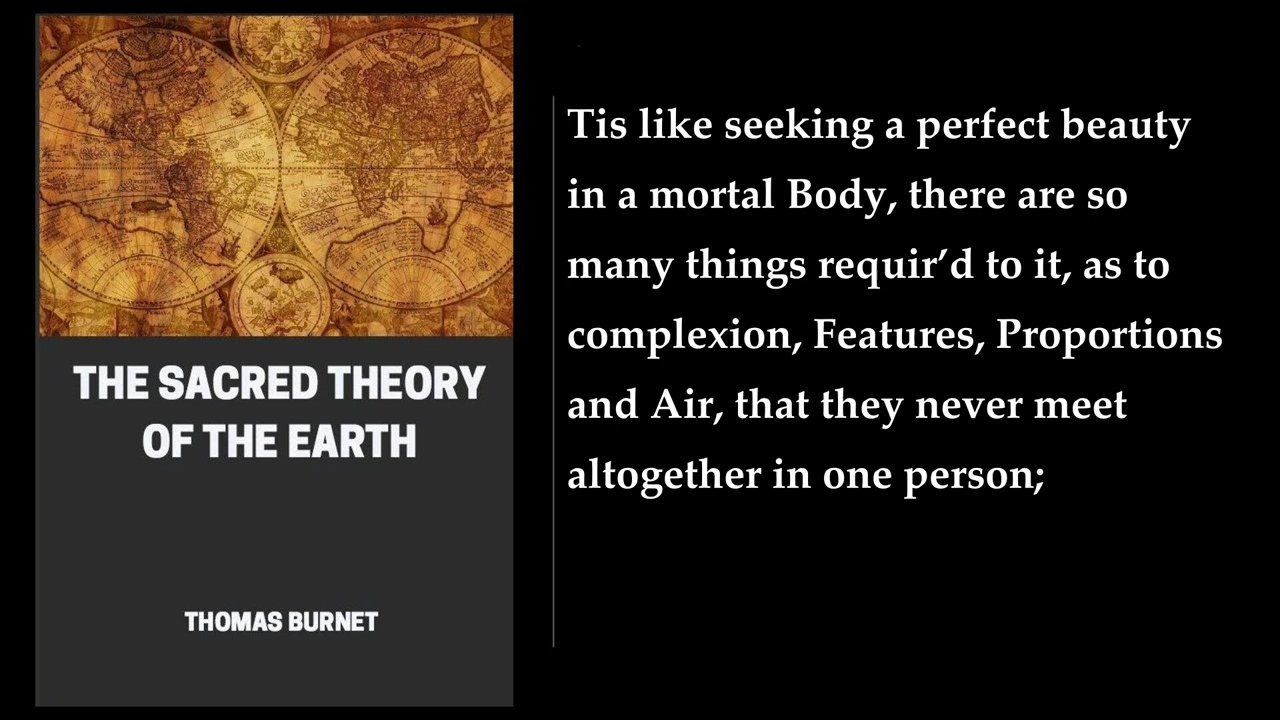 THE SACRED THEORY
OF THE EARTH
THOMAS BURNET
Tis like seeking a perfect beauty
in a mortal Body, there are so
many things requir’d to it, as to
complexion, Features, Proportions
and Air, that they never meet
altogether in one person;